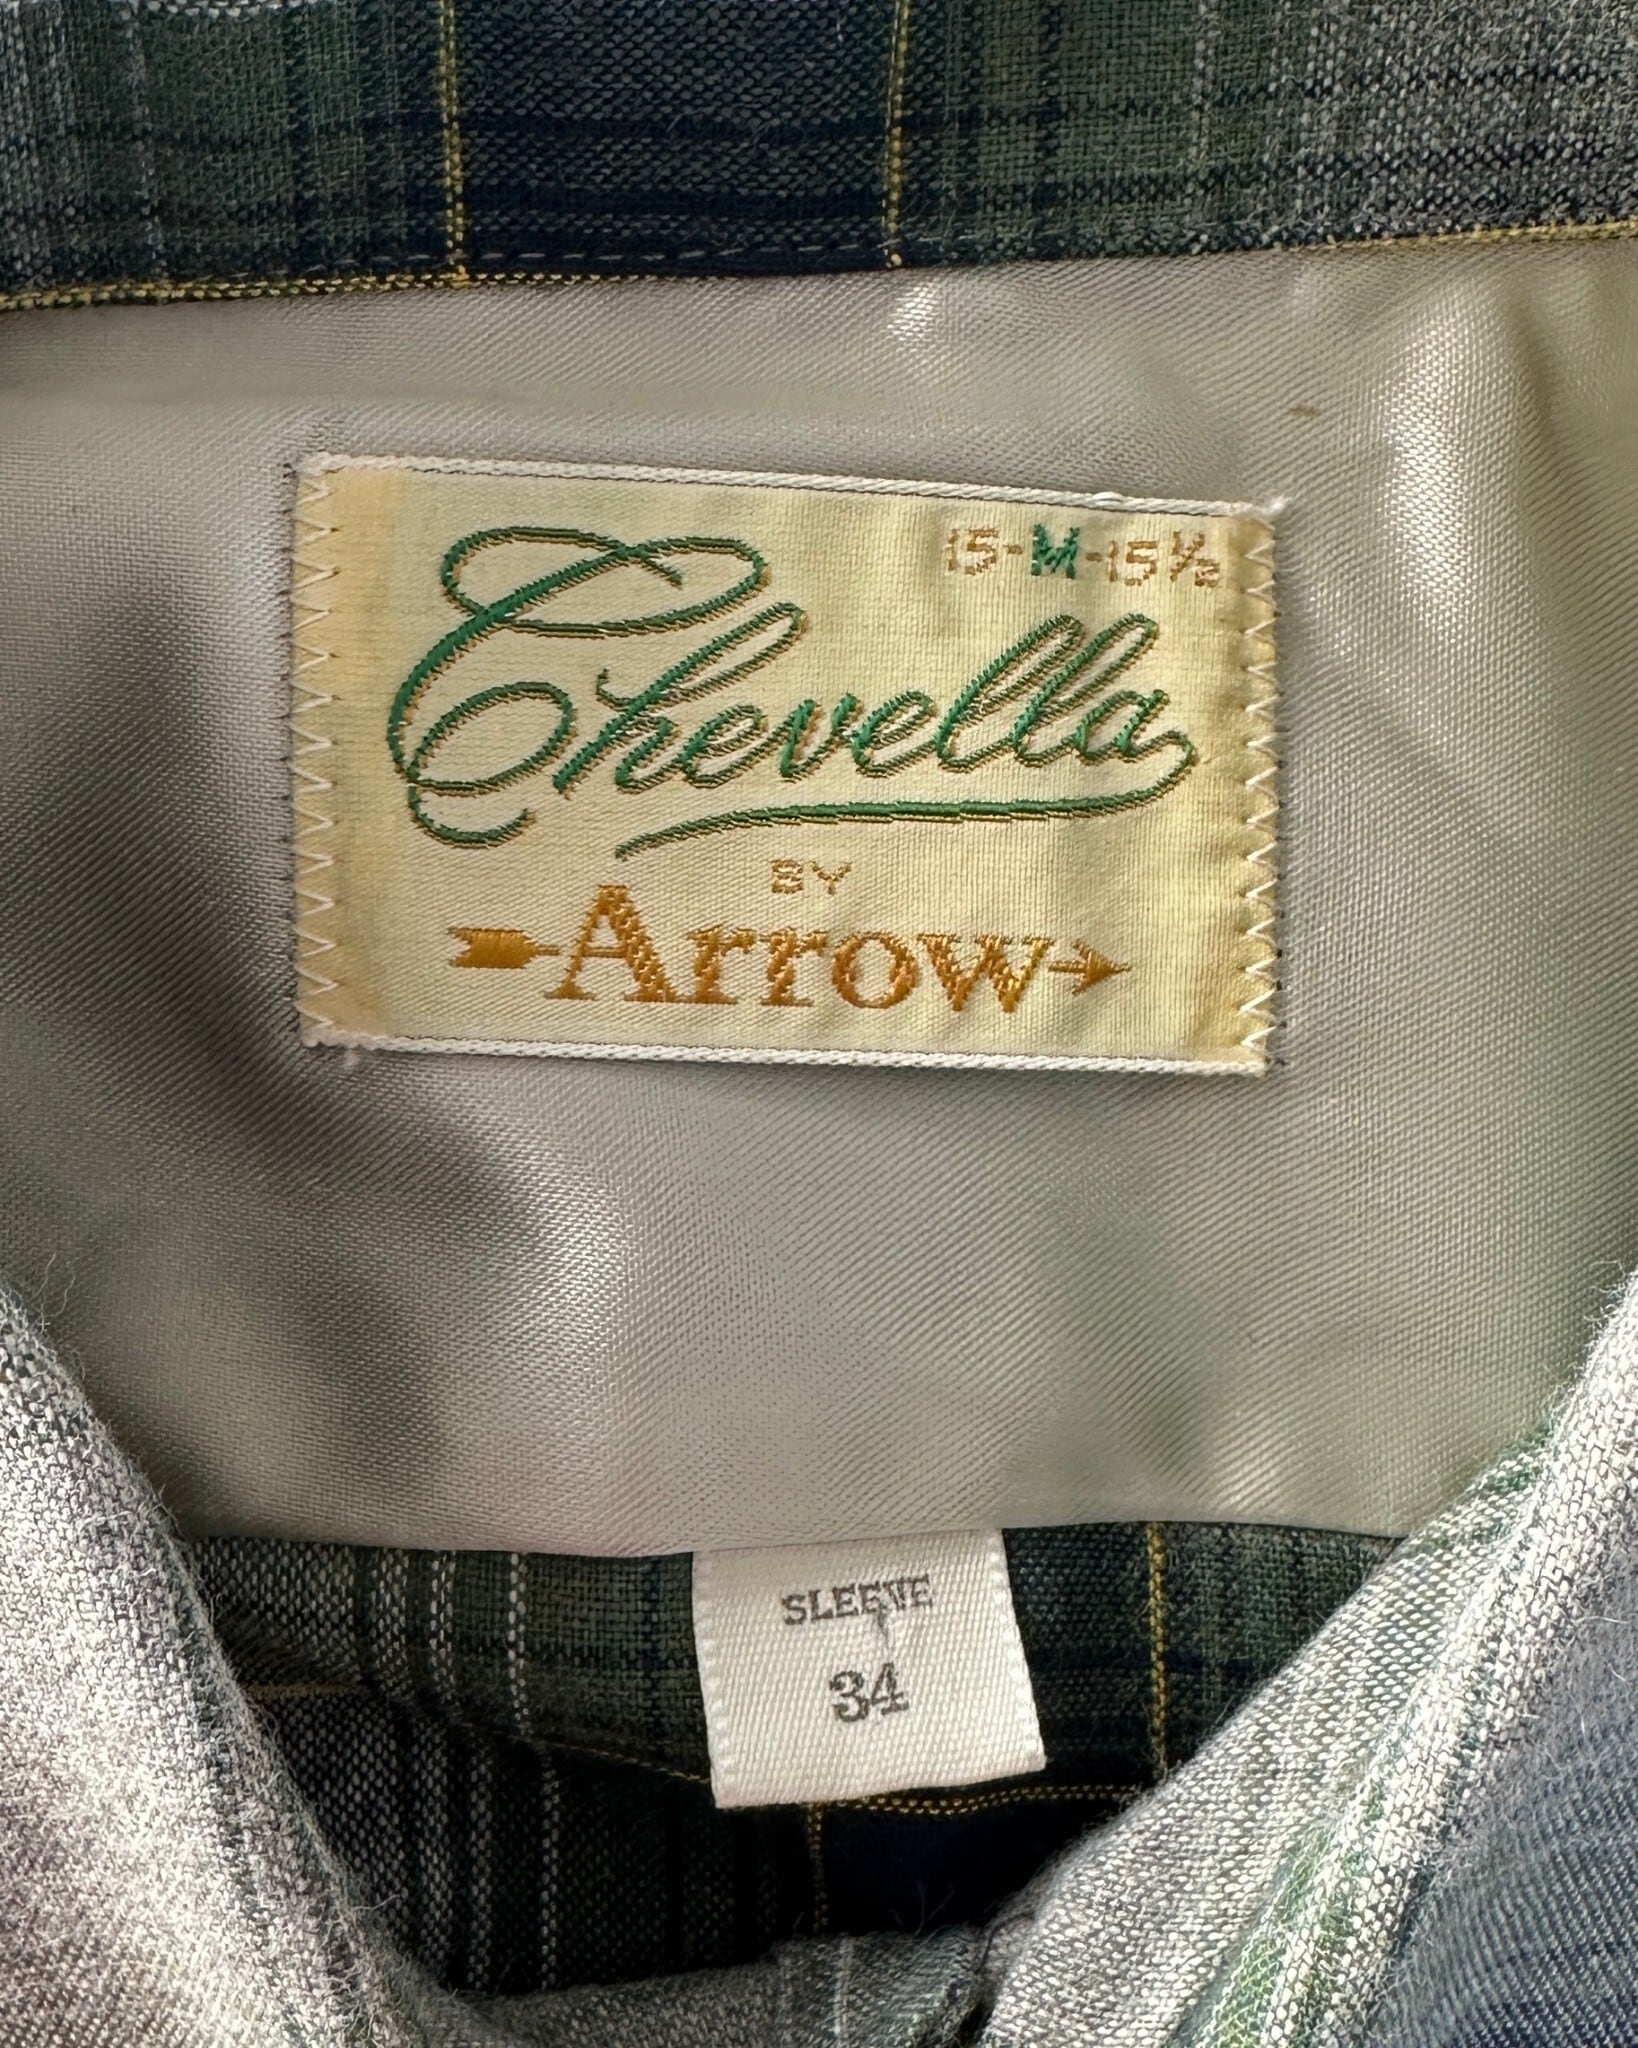 15-M-15½
Chevella
BY
Arrow
SLEEVE
34